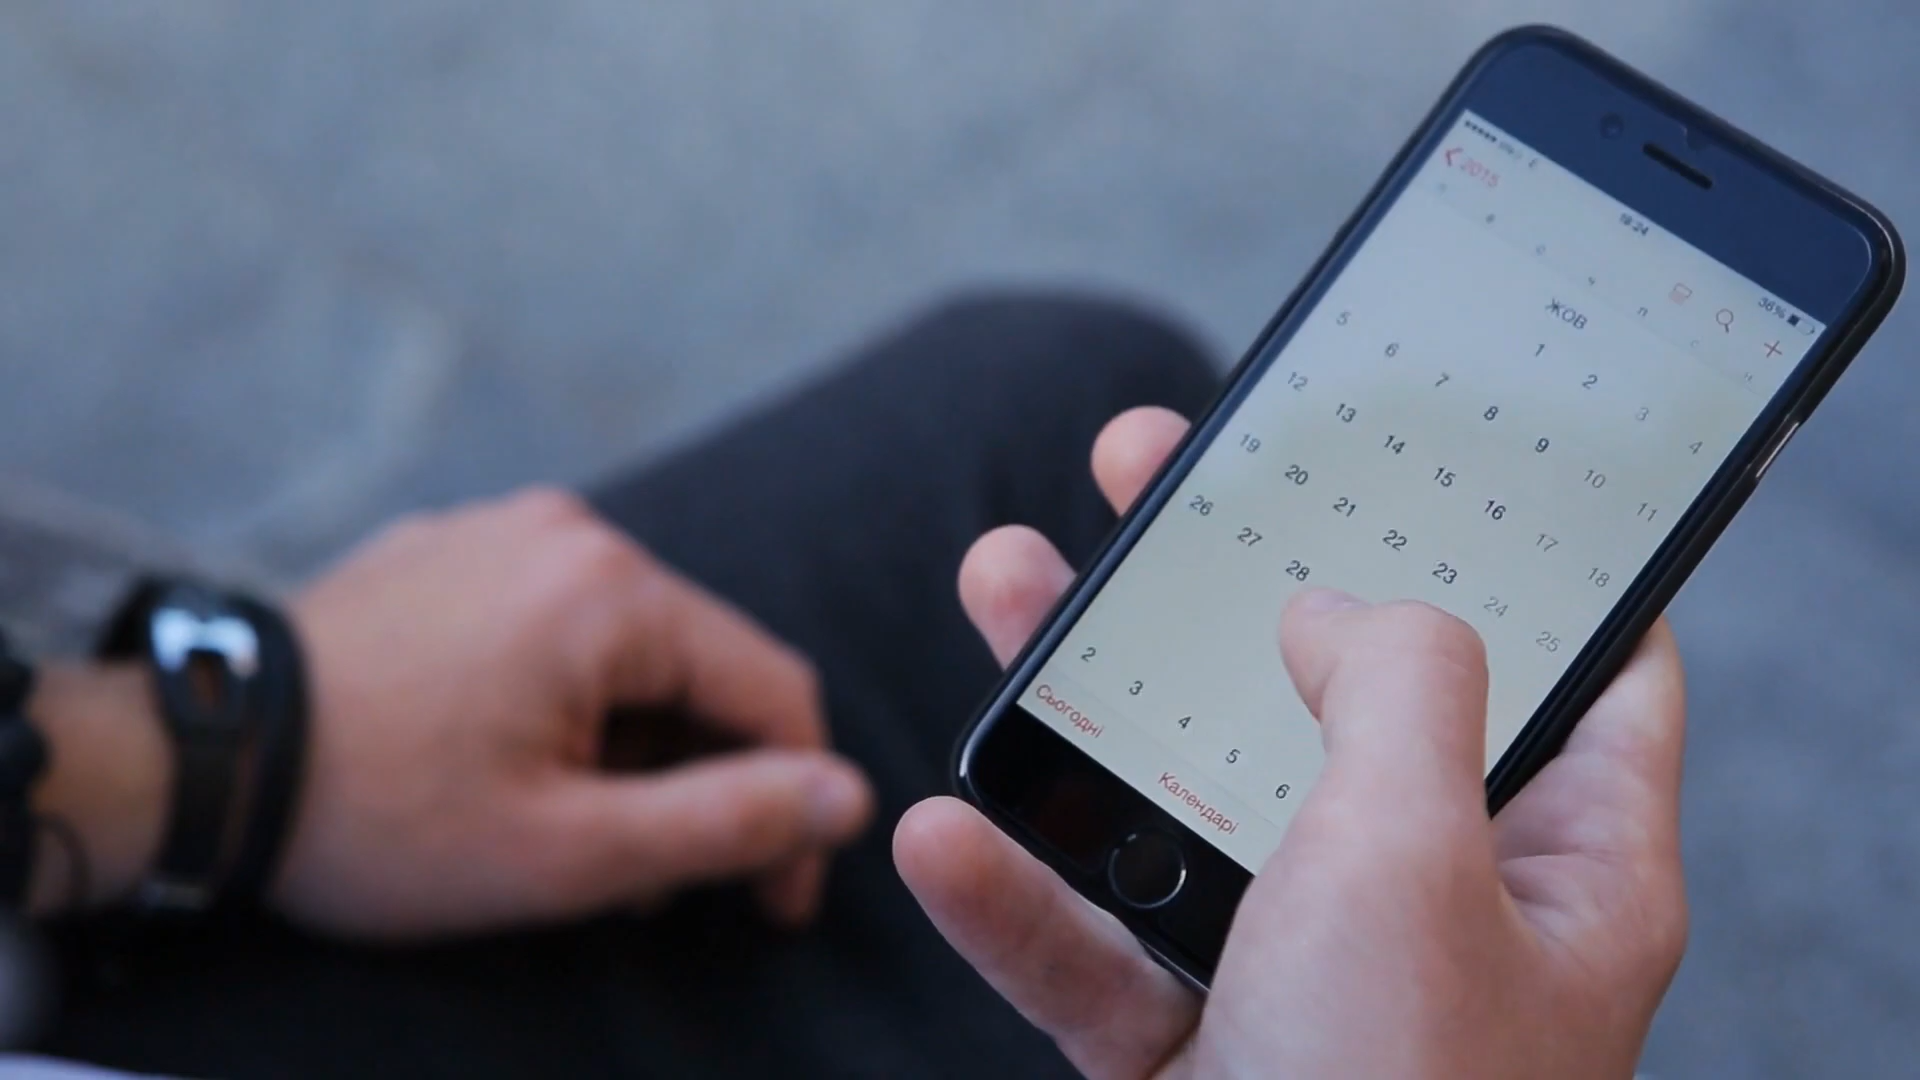 19:24 36%
2015
В С Ч П С Н
ЖОВ
1 2 3 4
5 6 7 8 9 10 11
12 13 14 15 16 17 18
19 20 21 22 23 24 25
26 27 28
2 3 4 5 6
Сьогодні Календарі